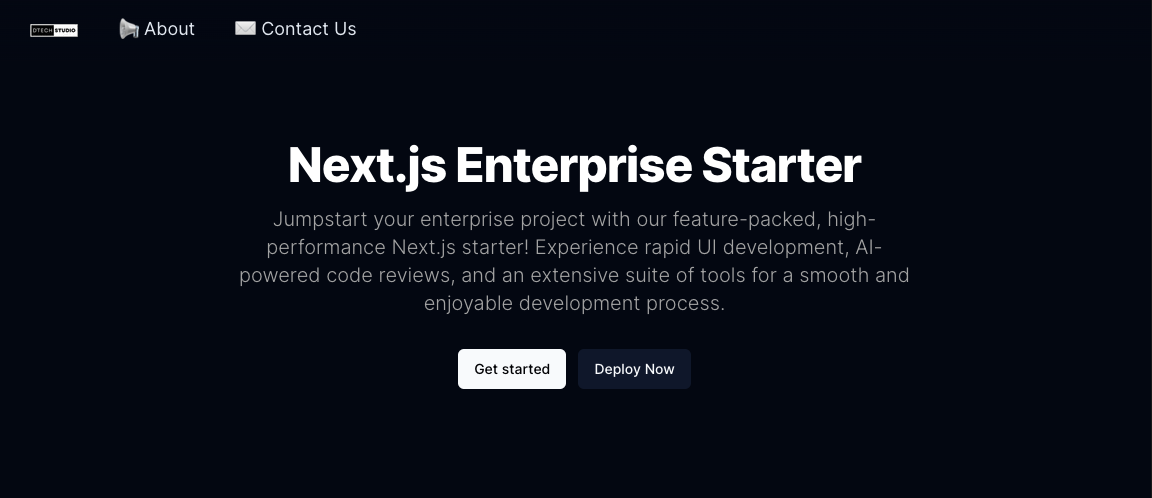 DTECH STUDIO
About
Contact Us
Next.js Enterprise Starter
Jumpstart your enterprise project with our feature-packed, high-
performance Next.js starter! Experience rapid UI development, AI-
powered code reviews, and an extensive suite of tools for a smooth and
enjoyable development process.
Get started
Deploy Now